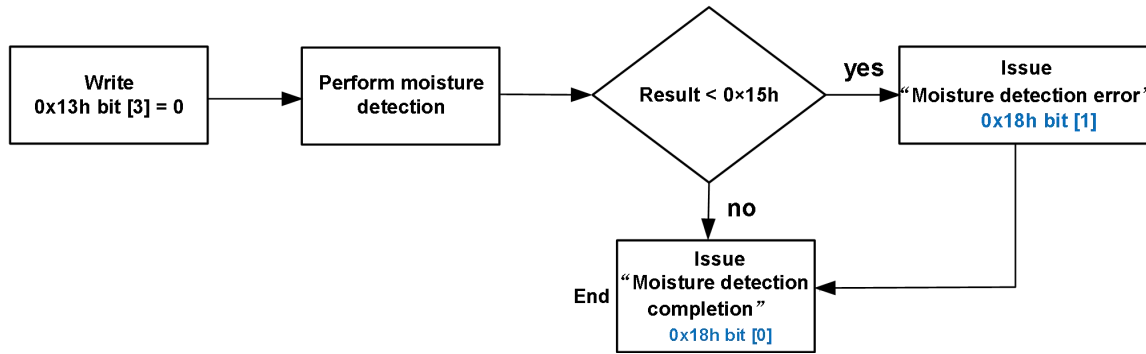 Write
0x13h bit [3] = 0
Perform moisture
detection
Result < 0×15h
yes
Issue
“Moisture detection error”
0x18h bit [1]
no
Issue
“Moisture detection
completion”
0x18h bit [0]
End